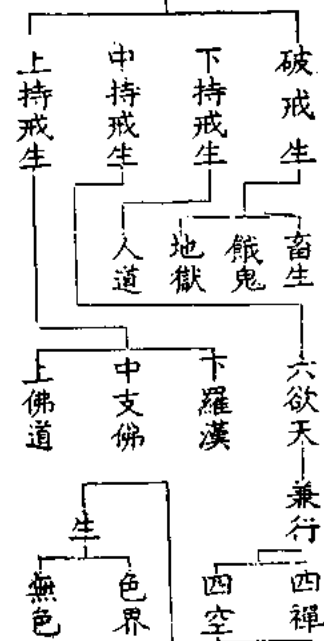 破戒生
下持戒生
中持戒生
上持戒生
畜生
餓鬼
地獄
人道
六欲天
下羅漢
中支佛
上佛道
兼行
四禪
四空
生
色界
無色